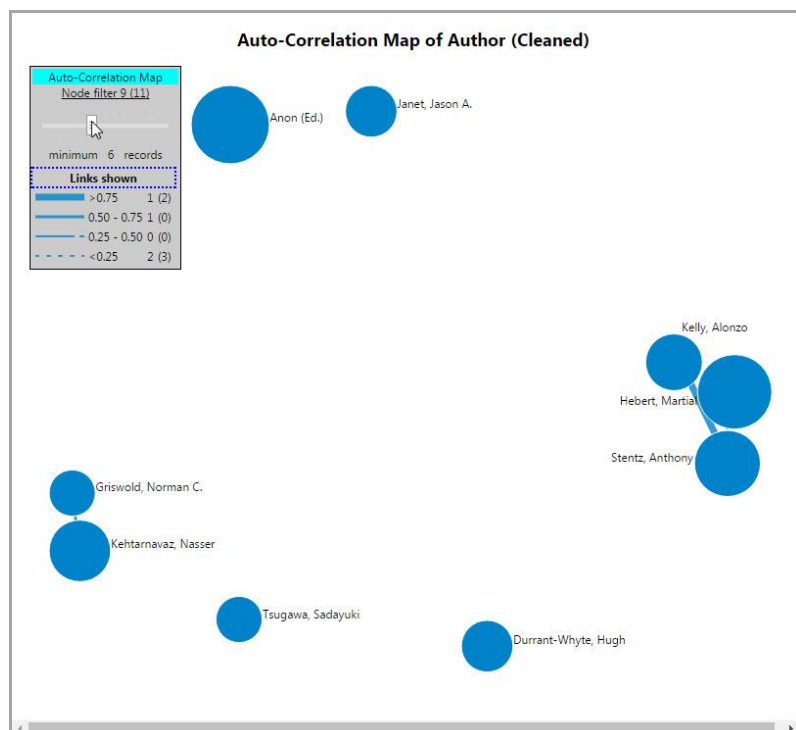 Auto-Correlation Map of Author (Cleaned)
Auto-Correlation Map
Node filter 9 (11)
minimum 6 records
Links shown
>0.75 1 (2)
0.50 - 0.75 1 (0)
0.25 - 0.50 0 (0)
<0.25 2 (3)
Anon (Ed.)
Janet, Jason A.
Kelly, Alonzo
Hebert, Martial
Stentz, Anthony
Griswold, Norman C.
Kehtarnavaz, Nasser
Tsugawa, Sadayuki
Durrant-Whyte, Hugh